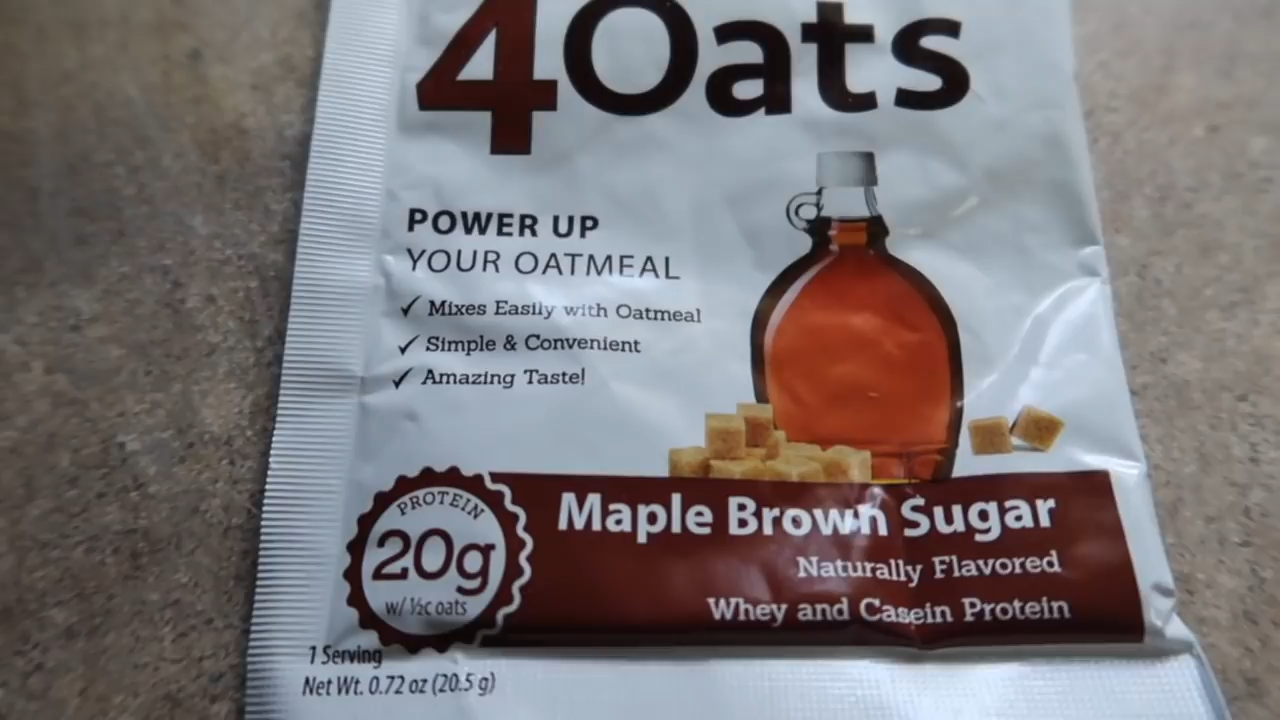 4Oats
POWER UP
YOUR OATMEAL
✓ Mixes Easily with Oatmeal
✓ Simple & Convenient
✓ Amazing Taste!
PROTEIN
20g
w/ ½c oats
Maple Brown Sugar
Naturally Flavored
Whey and Casein Protein
1 Serving
Net Wt. 0.72 oz (20.5 g)